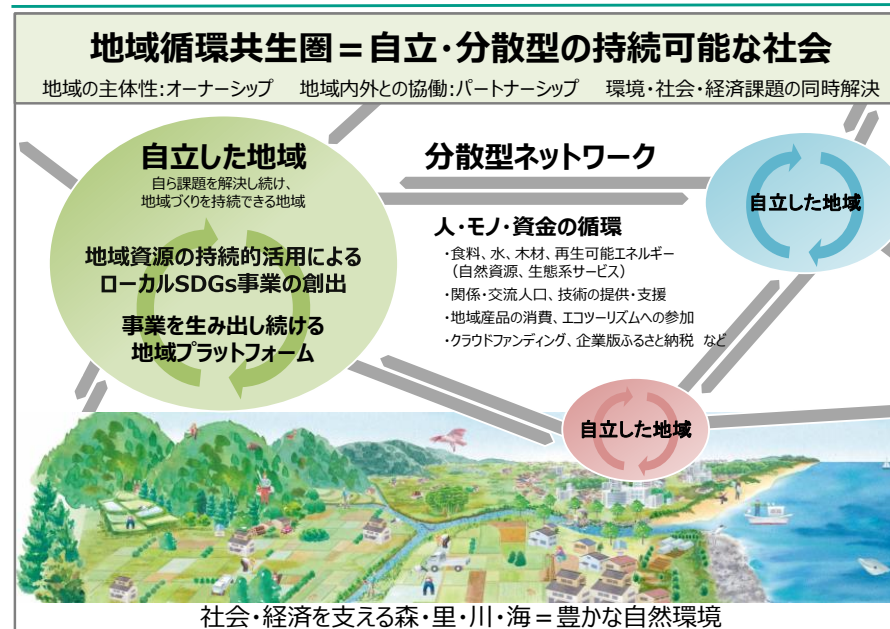 地域循環共生圏＝自立・分散型の持続可能な社会
地域の主体性：オーナーシップ　地域内外との協働：パートナーシップ　環境・社会・経済課題の同時解決
自立した地域
自ら課題を解決し続け、
地域づくりを持続できる地域
地域資源の持続的活用による
ローカルSDGs事業の創出
事業を生み出し続ける
地域プラットフォーム
分散型ネットワーク
人・モノ・資金の循環
・食料、水、木材、再生可能エネルギー
（自然資源、生態系サービス）
・関係・交流人口、技術の提供・支援
・地域産品の消費、エコツーリズムへの参加
・クラウドファンディング、企業版ふるさと納税 など
自立した地域
自立した地域
社会・経済を支える森・里・川・海＝豊かな自然環境